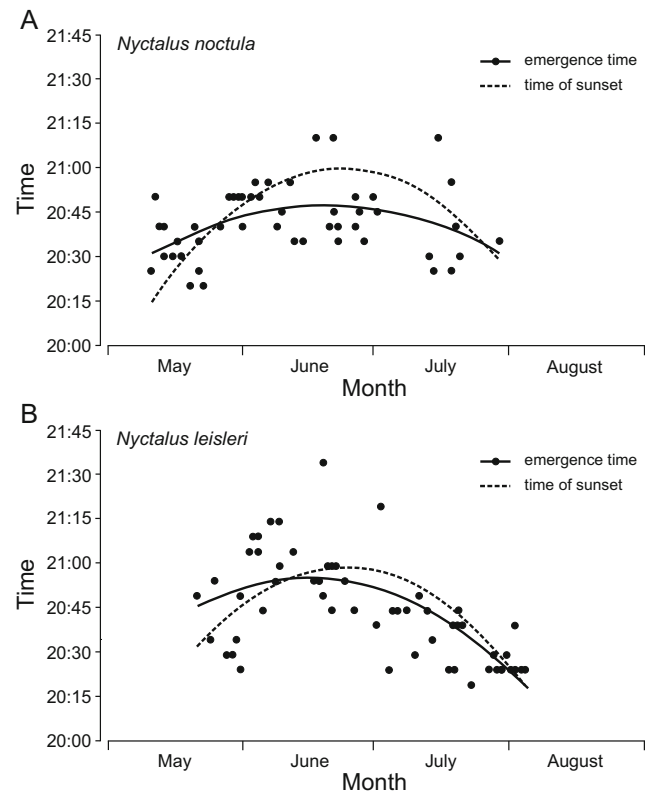 A
Nyctalus noctula
21:45
21:30
21:15
21:00
20:45
20:30
20:15
20:00
Time
emergence time
time of sunset
May June July August
Month
B
Nyctalus leisleri
21:45
21:30
21:15
21:00
20:45
20:30
20:15
20:00
Time
emergence time
time of sunset
May June July August
Month